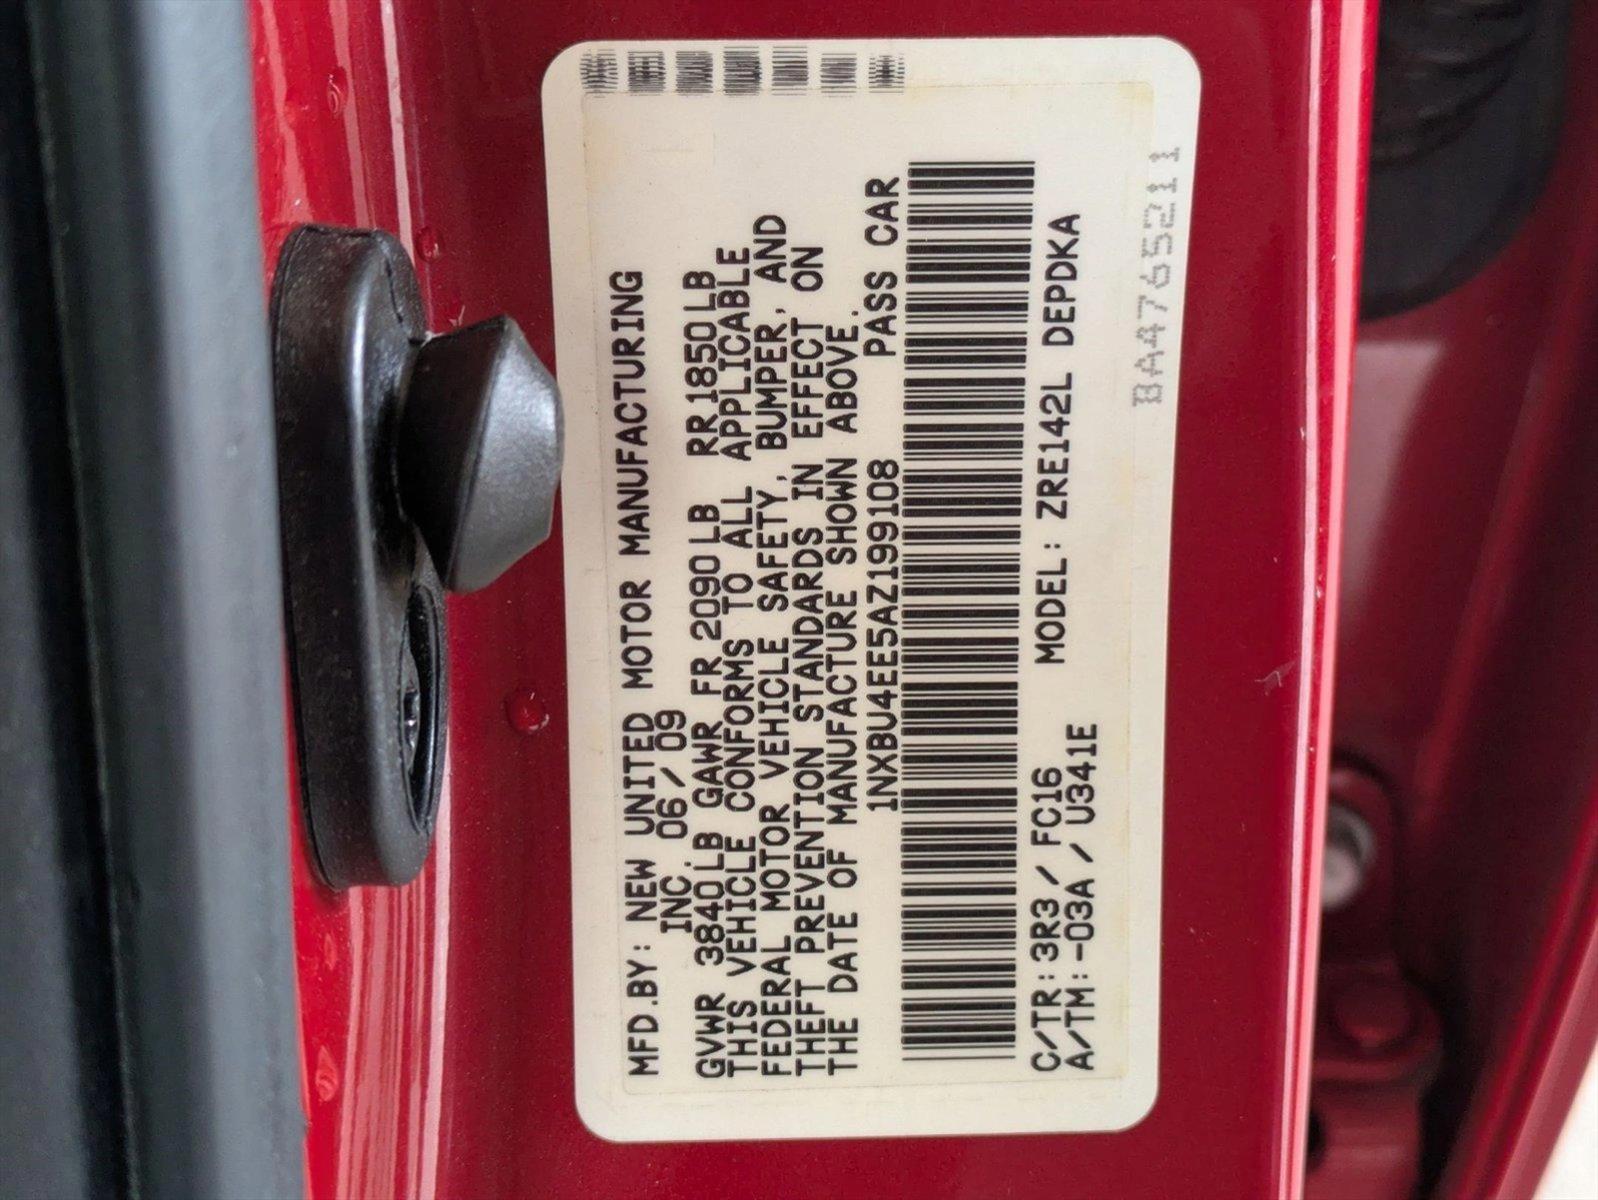 MFD.BY: NEW UNITED MOTOR MANUFACTURING
INC. 06/09
GVWR 3840LB GAWR FR 2090LB RR1850LB
THIS VEHICLE CONFORMS TO ALL APPLICABLE
FEDERAL MOTOR VEHICLE SAFETY, BUMPER, AND
THEFT PREVENTION STANDARDS IN EFFECT ON
THE DATE OF MANUFACTURE SHOWN ABOVE.
1NXBU4EE5AZ199108 PASS CAR
C/TR:3R3/FC16 MODEL: ZRE142L DEPDKA
A/TM:-03A/U341E
BA4765211